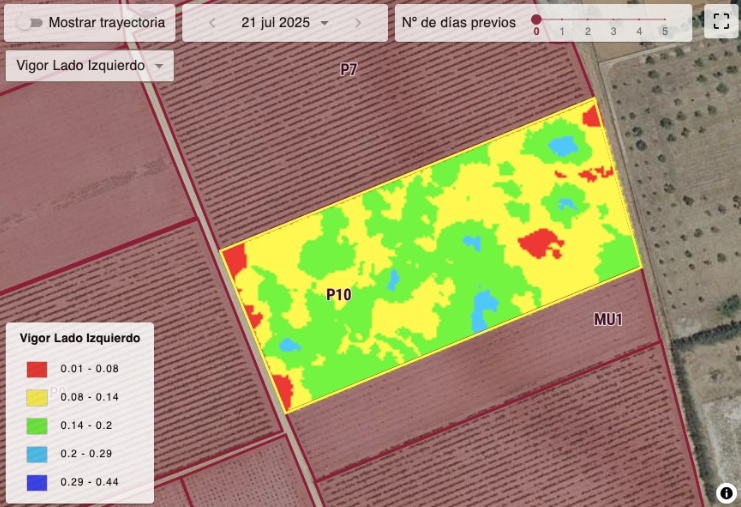 Mostrar trayectoria
21 jul 2025
Nº de días previos
0 1 2 3 4 5
Vigor Lado Izquierdo
P7
P10
MU1
Vigor Lado Izquierdo
0.01 - 0.08
0.08 - 0.14
0.14 - 0.2
0.2 - 0.29
0.29 - 0.44